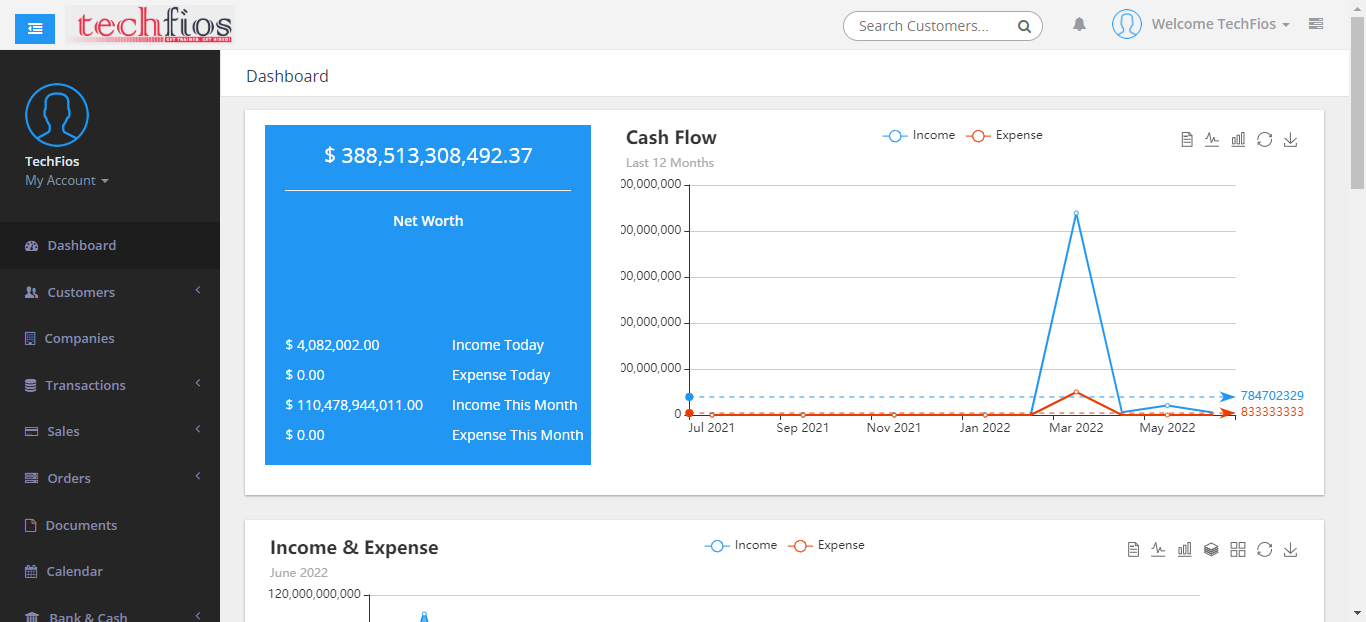 techfios
GET TRAINED. GET HIRED!
Search Customers...
Welcome TechFios
TechFios
My Account
Dashboard
Customers
Companies
Transactions
Sales
Orders
Documents
Calendar
Bank & Cash
Dashboard
$ 388,513,308,492.37
Net Worth
$ 4,082,002.00 Income Today
$ 0.00 Expense Today
$ 110,478,944,011.00 Income This Month
$ 0.00 Expense This Month
Cash Flow
Last 12 Months
Income Expense
00,000,000
00,000,000
00,000,000
00,000,000
00,000,000
0
784702329
833333333
Jul 2021 Sep 2021 Nov 2021 Jan 2022 Mar 2022 May 2022
Income & Expense
June 2022
Income Expense
120,000,000,000